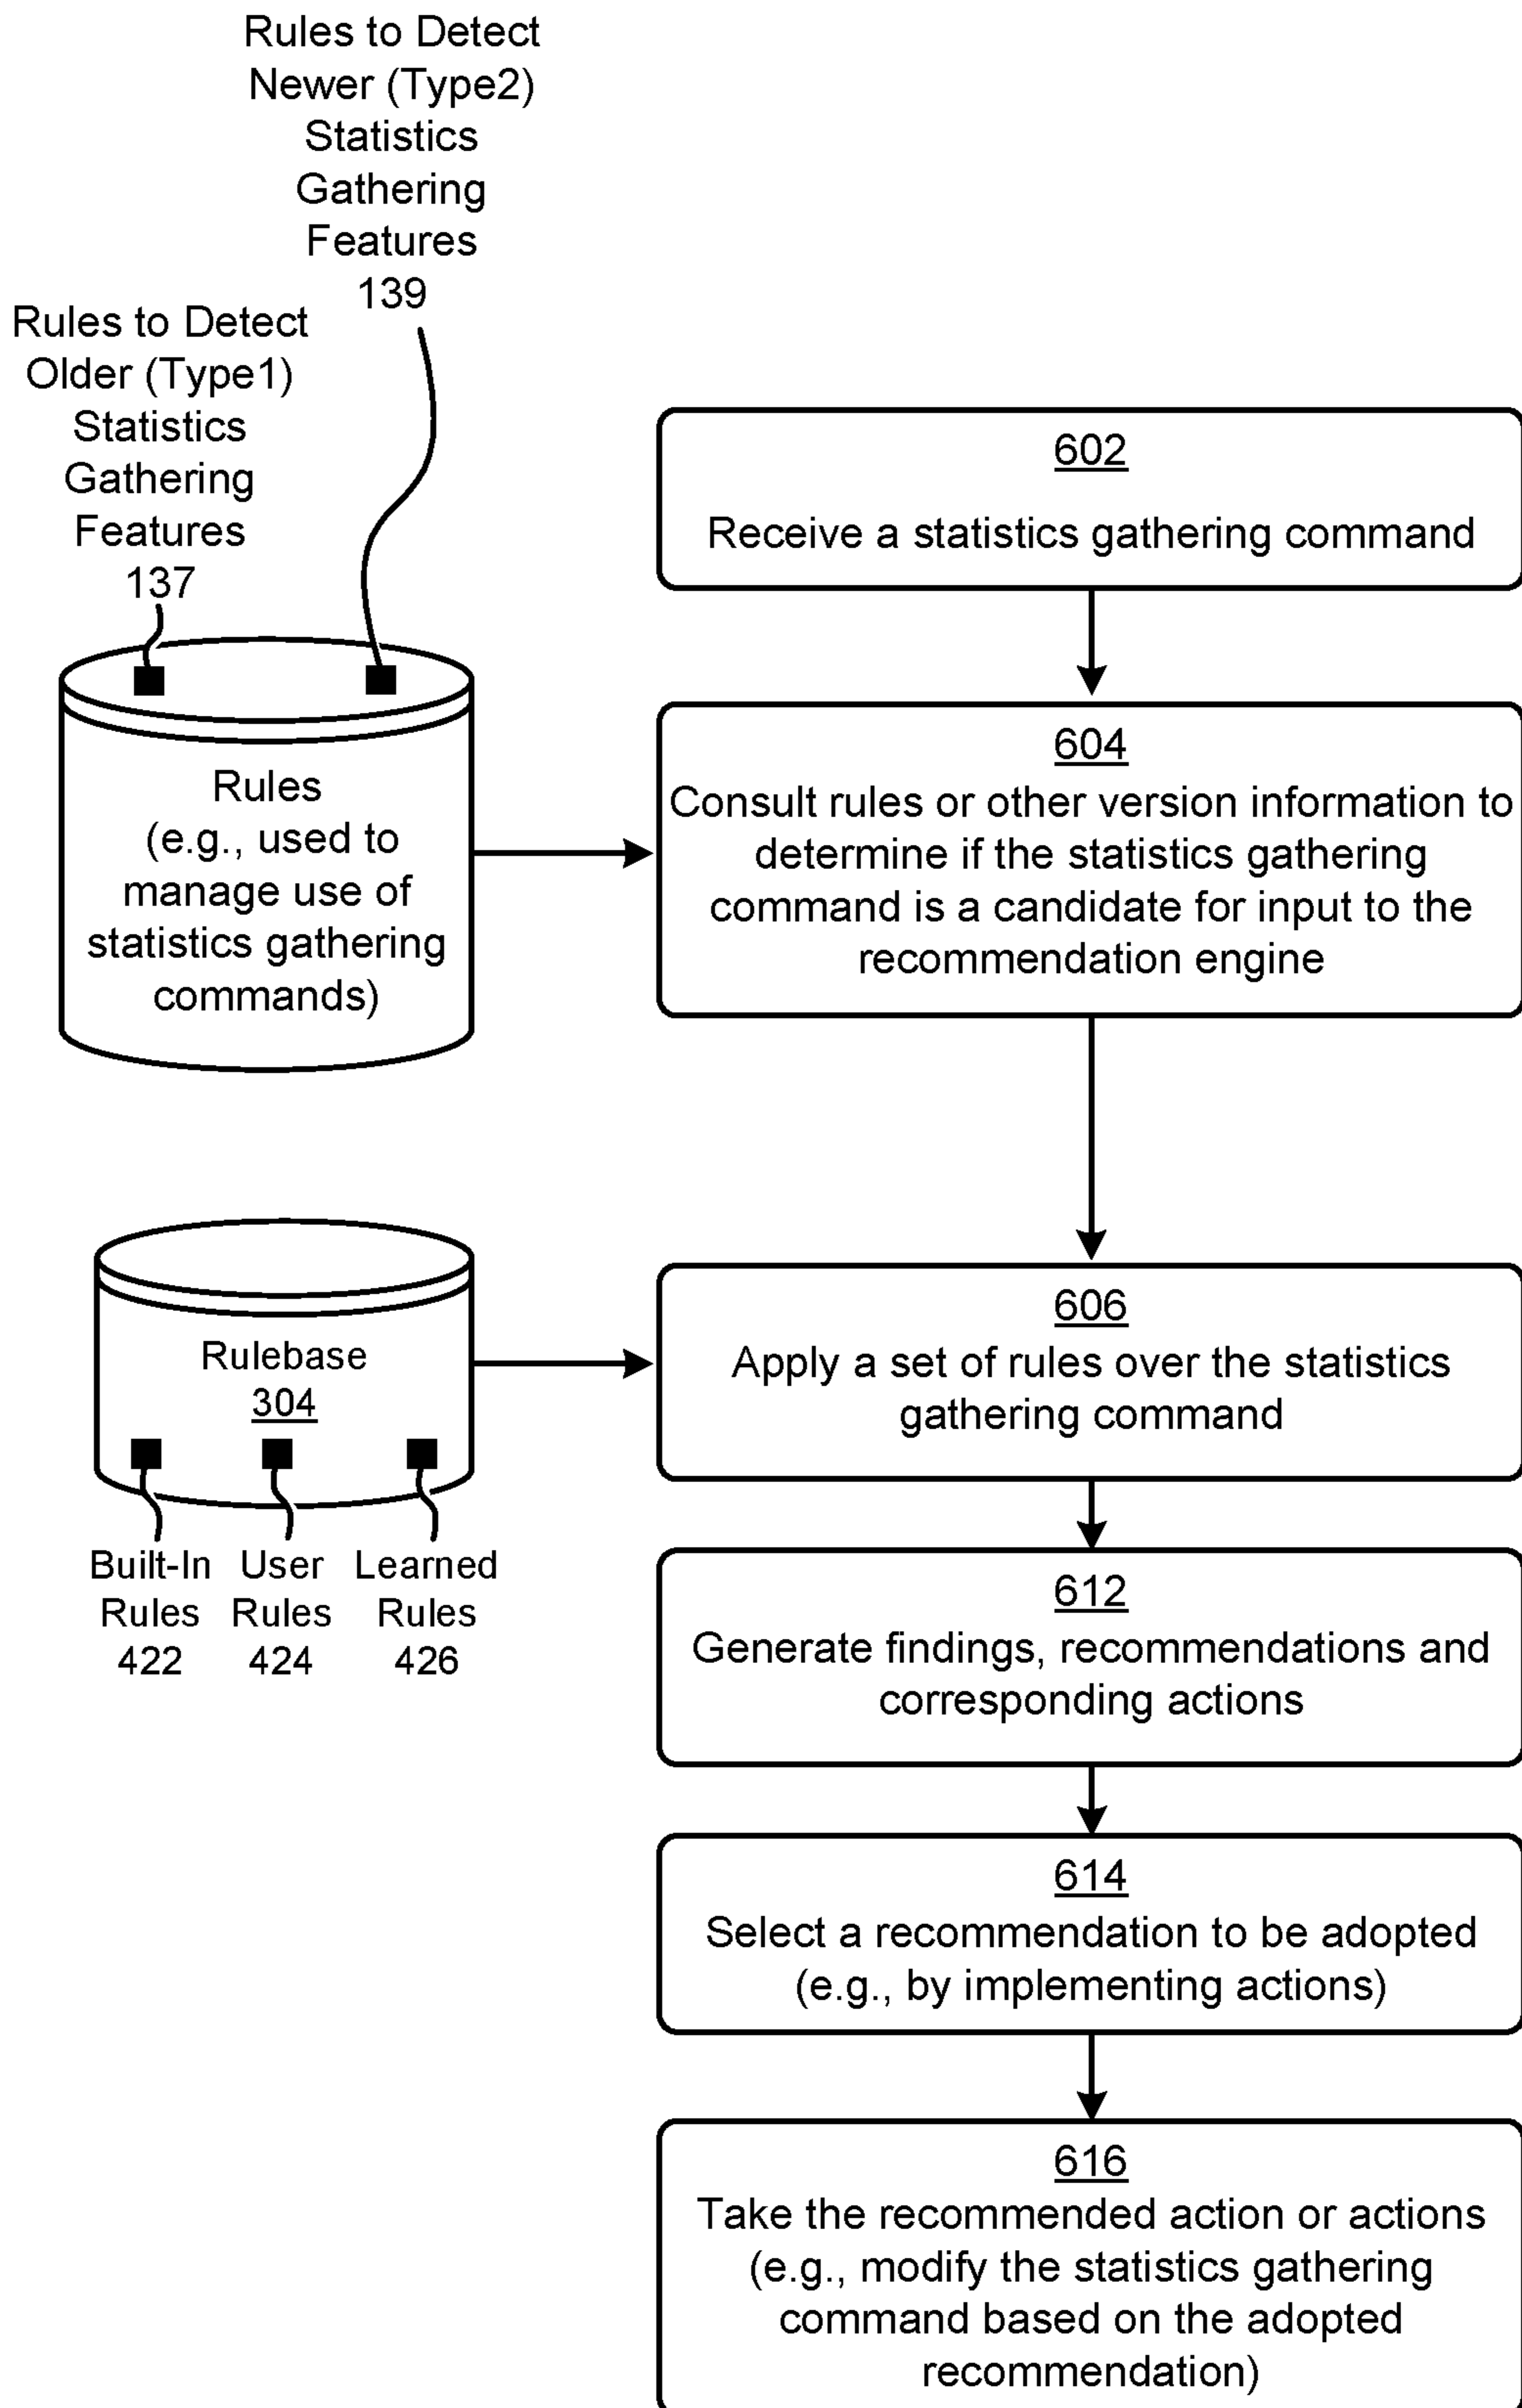 Rules to Detect
Newer (Type2)
Statistics
Gathering
Features
139
Rules to Detect
Older (Type1)
Statistics
Gathering
Features
137
602
Receive a statistics gathering command
Rules
(e.g., used to
manage use of
statistics gathering
commands)
604
Consult rules or other version information to
determine if the statistics gathering
command is a candidate for input to the
recommendation engine
Rulebase
304
Built-In
Rules
422
User
Rules
424
Learned
Rules
426
606
Apply a set of rules over the statistics
gathering command
612
Generate findings, recommendations and
corresponding actions
614
Select a recommendation to be adopted
(e.g., by implementing actions)
616
Take the recommended action or actions
(e.g., modify the statistics gathering
command based on the adopted
recommendation)